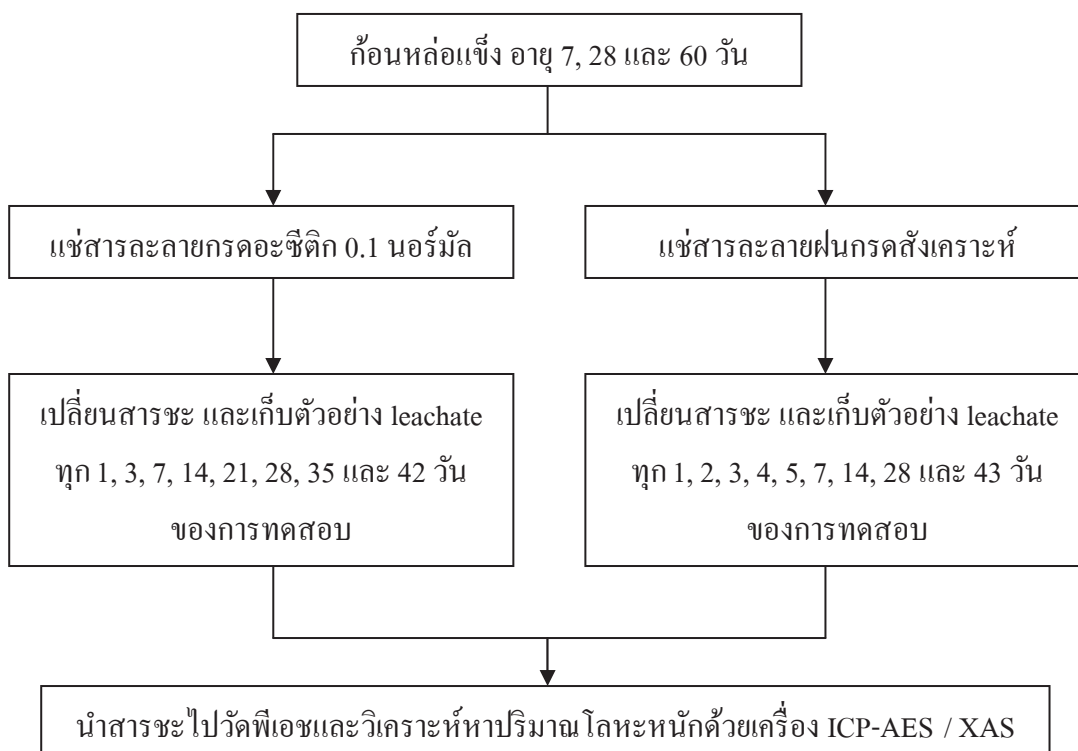 ก้อนหล่อแข็ง อายุ 7, 28 และ 60 วัน
แช่สารละลายกรดอะซีติก 0.1 นอร์มัล
แช่สารละลายฝนกรดสังเคราะห์
เปลี่ยนสารชะ และเก็บตัวอย่าง leachate
ทุก 1, 3, 7, 14, 21, 28, 35 และ 42 วัน
ของการทดสอบ
เปลี่ยนสารชะ และเก็บตัวอย่าง leachate
ทุก 1, 2, 3, 4, 5, 7, 14, 28 และ 43 วัน
ของการทดสอบ
นำสารชะไปวัดพีเอชและวิเคราะห์หาปริมาณโลหะหนักด้วยเครื่อง ICP-AES / XAS